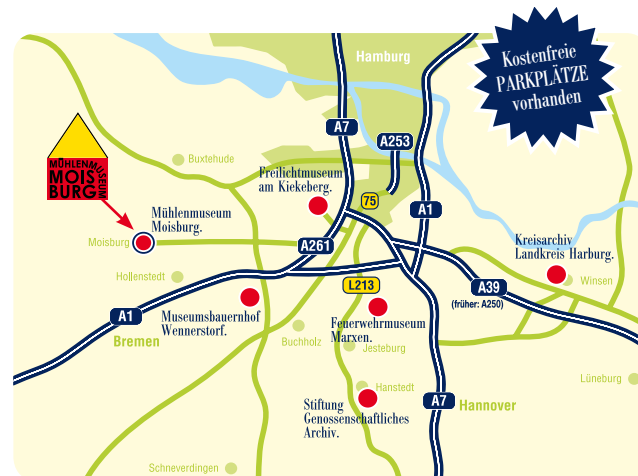 Hamburg
Kostenfreie
PARKPLÄTZE
vorhanden
A7
A253
Buxtehude
MÜHLENMUSEUM
MOIS
BURG
Freilichtmuseum
am Kiekeberg.
75
A1
Mühlenmuseum
Moisburg.
Moisburg
A261
Kreisarchiv
Landkreis Harburg.
Hollenstedt
L213
A39
(früher: A250)
Winsen
A1
Bremen
Museumsbauernhof
Wennerstorf.
Feuerwehrmuseum
Marxen.
Buchholz
Jesteburg
Lüneburg
Hanstedt
Stiftung
Genossenschaftliches
Archiv.
A7
Hannover
Schneverdingen